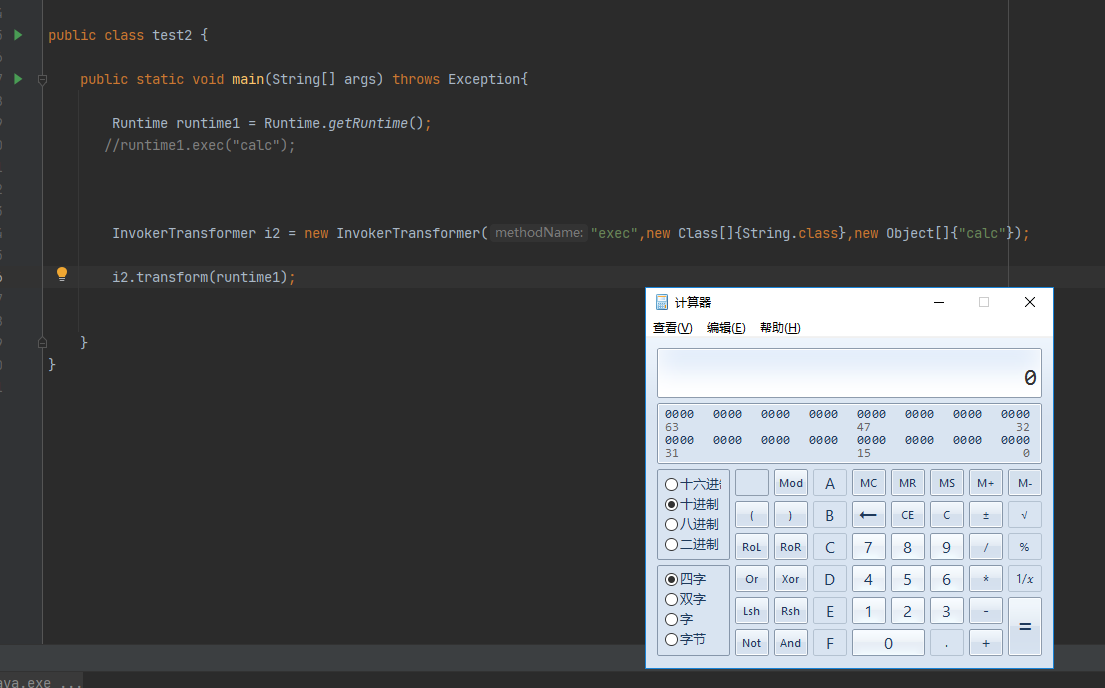 public class test2 {
public static void main(String[] args) throws Exception{
Runtime runtime1 = Runtime.getRuntime();
//runtime1.exec("calc");
InvokerTransformer i2 = new InvokerTransformer( methodName: "exec",new Class[]{String.class},new Object[]{"calc"});
i2.transform(runtime1);
}
}
计算器
查看(V) 编辑(E) 帮助(H)
0
0000 0000 0000 0000 0000 0000 0000 0000
63 47 32
0000 0000 0000 0000 0000 0000 0000 0000
31 15 0
十六进制 Mod A MC MR MS M+ M-
十进制 ( ) B ← CE C ± √
八进制
二进制 RoL RoR C 7 8 9 / %
四字 Or Xor D 4 5 6 * 1/x
双字
字 Lsh Rsh E 1 2 3 - =
字节 Not And F 0 . +
ava.exe ...